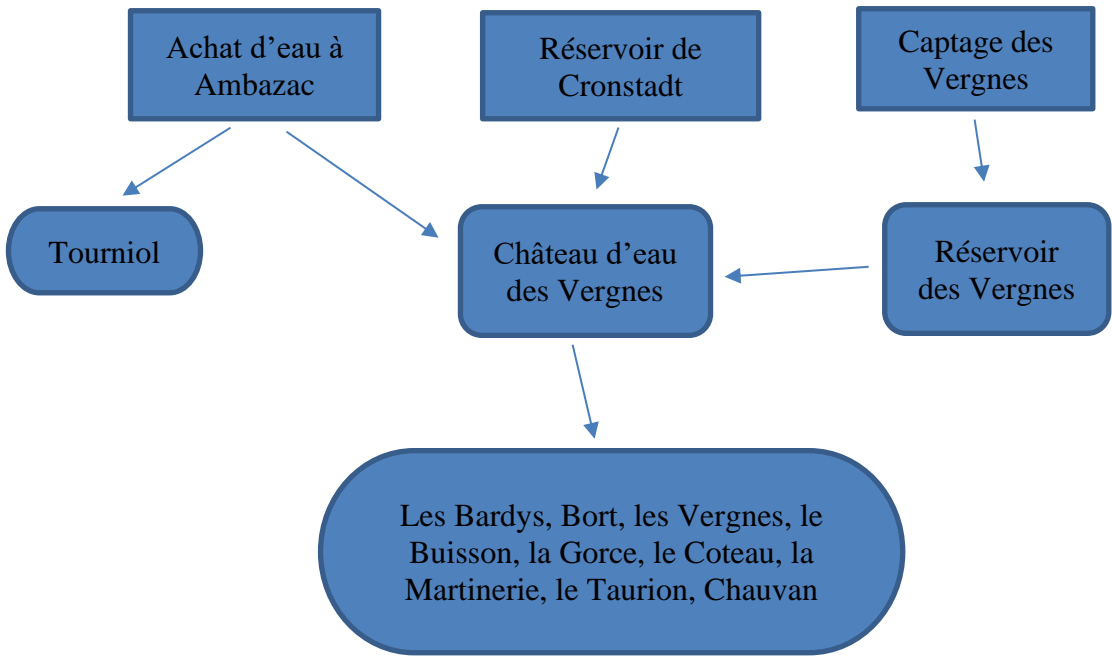 Achat d’eau à
Ambazac
Réservoir de
Cronstadt
Captage des
Vergnes
Tourniol
Château d’eau
des Vergnes
Réservoir
des Vergnes
Les Bardys, Bort, les Vergnes, le
Buisson, la Gorce, le Coteau, la
Martinerie, le Taurion, Chauvan